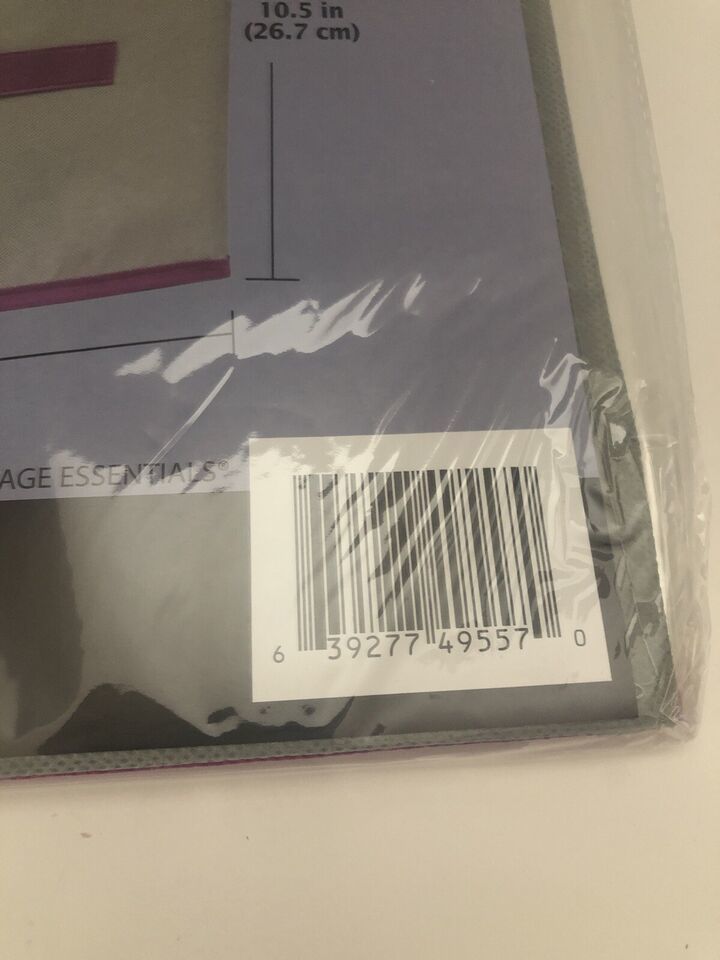 10.5 in
(26.7 cm)
AGE ESSENTIALS®
6 39277 49557 0